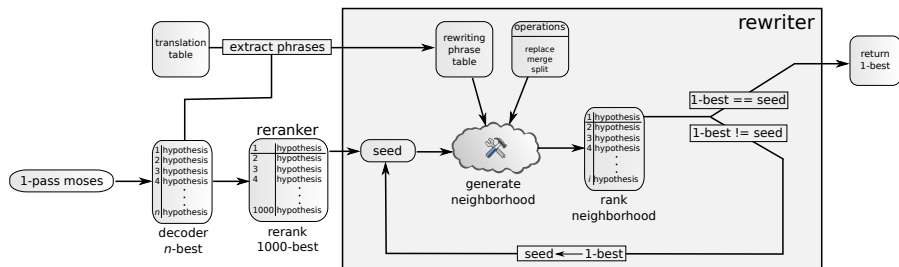 rewriter
translation
table
extract phrases
rewriting
phrase
table
operations
replace
merge
split
return
1-best
1-best == seed
1-best != seed
1-pass moses
1 hypothesis
2 hypothesis
3 hypothesis
4 hypothesis
n hypothesis
decoder
n-best
reranker
1 hypothesis
2 hypothesis
3 hypothesis
4 hypothesis
1000 hypothesis
rerank
1000-best
seed
generate
neighborhood
1 hypothesis
2 hypothesis
3 hypothesis
4 hypothesis
i hypothesis
rank
neighborhood
seed 1-best